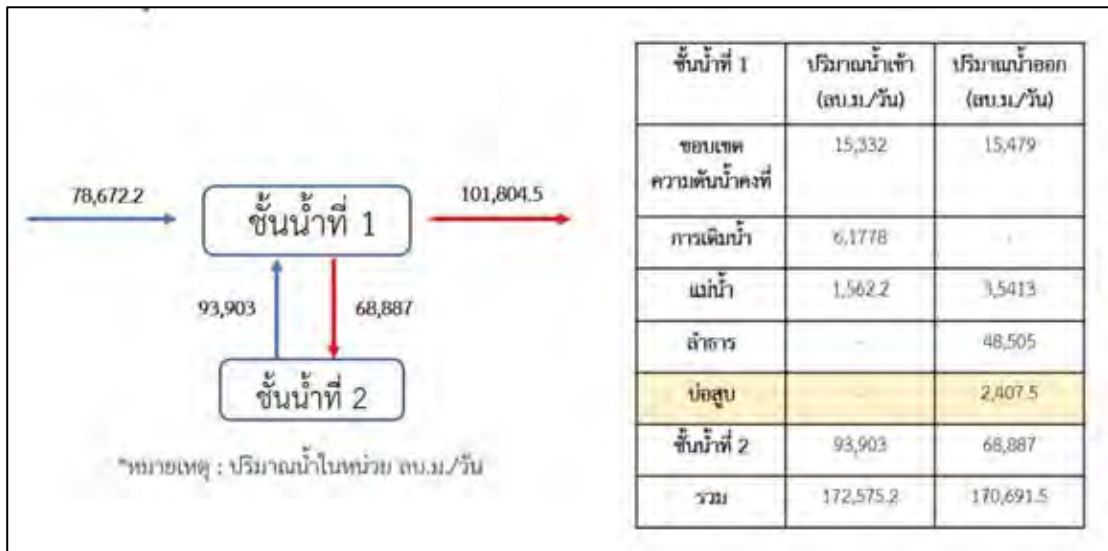 78,672.2
ชั้นน้ำที่ 1
101,804.5
93,903
68,887
ชั้นน้ำที่ 2
*หมายเหตุ : ปริมาณน้ำในหน่วย ลบ.ม./วัน
ชั้นน้ำที่ 1 ปริมาณน้ำเข้า ปริมาณน้ำออก
(ลบ.ม./วัน) (ลบ.ม./วัน)
ขอบเขต 15,332 15,479
ความดันน้ำคงที่
การเติมน้ำ 6,1778 -
แม่น้ำ 1,562.2 3,5413
ลำธาร - 48,505
บ่อสูบ - 2,407.5
ชั้นน้ำที่ 2 93,903 68,887
รวม 172,575.2 170,691.5